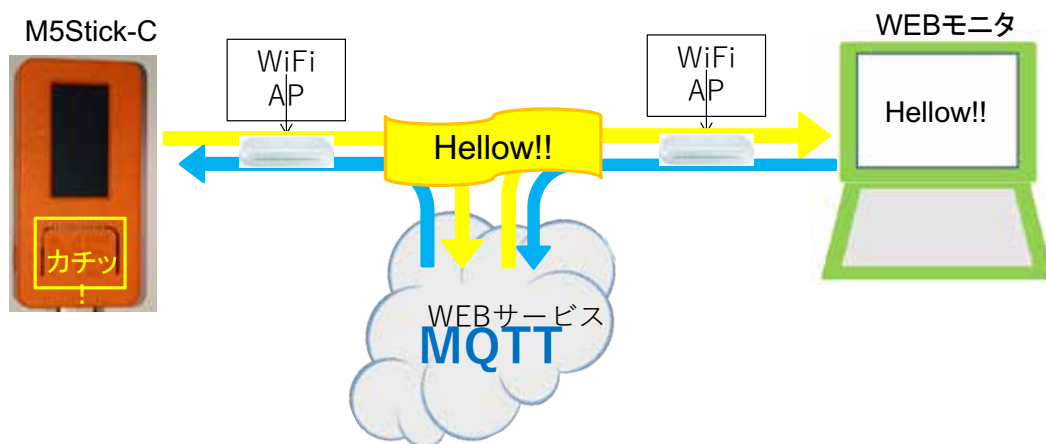 M5Stick-C
WEBモニタ
WiFi
AP
WiFi
AP
Hellow!!
Hellow!!
カチッ
!
WEBサービス
MQTT